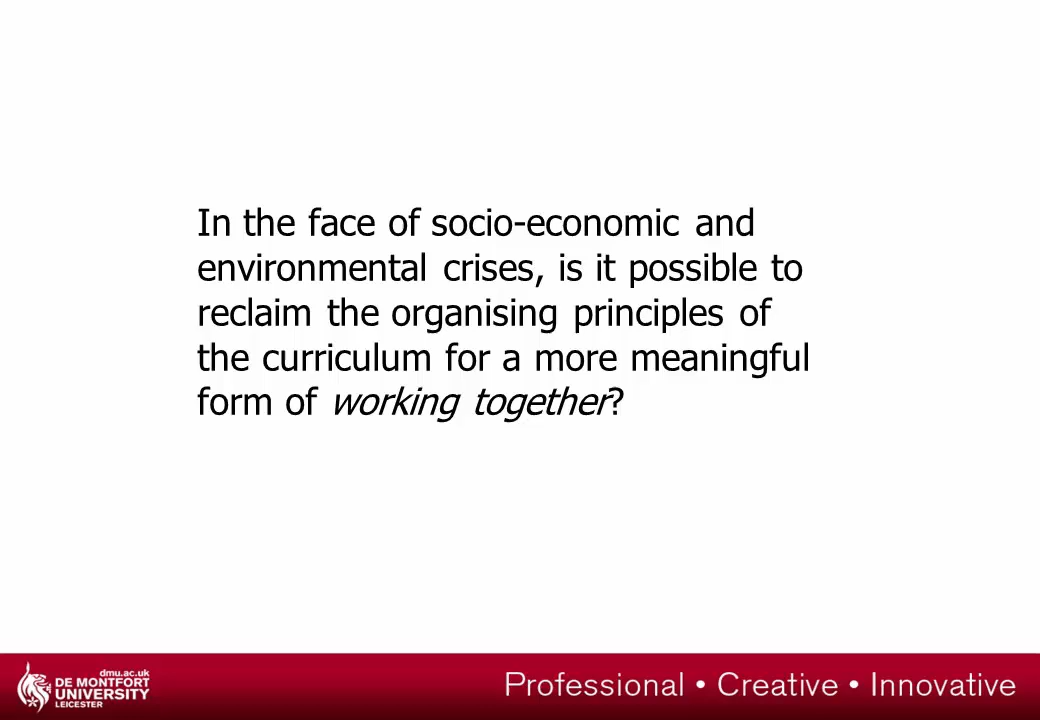 In the face of socio-economic and
environmental crises, is it possible to
reclaim the organising principles of
the curriculum for a more meaningful
form of working together?
dmu.ac.uk
DE MONTFORT
UNIVERSITY
LEICESTER
Professional • Creative • Innovative